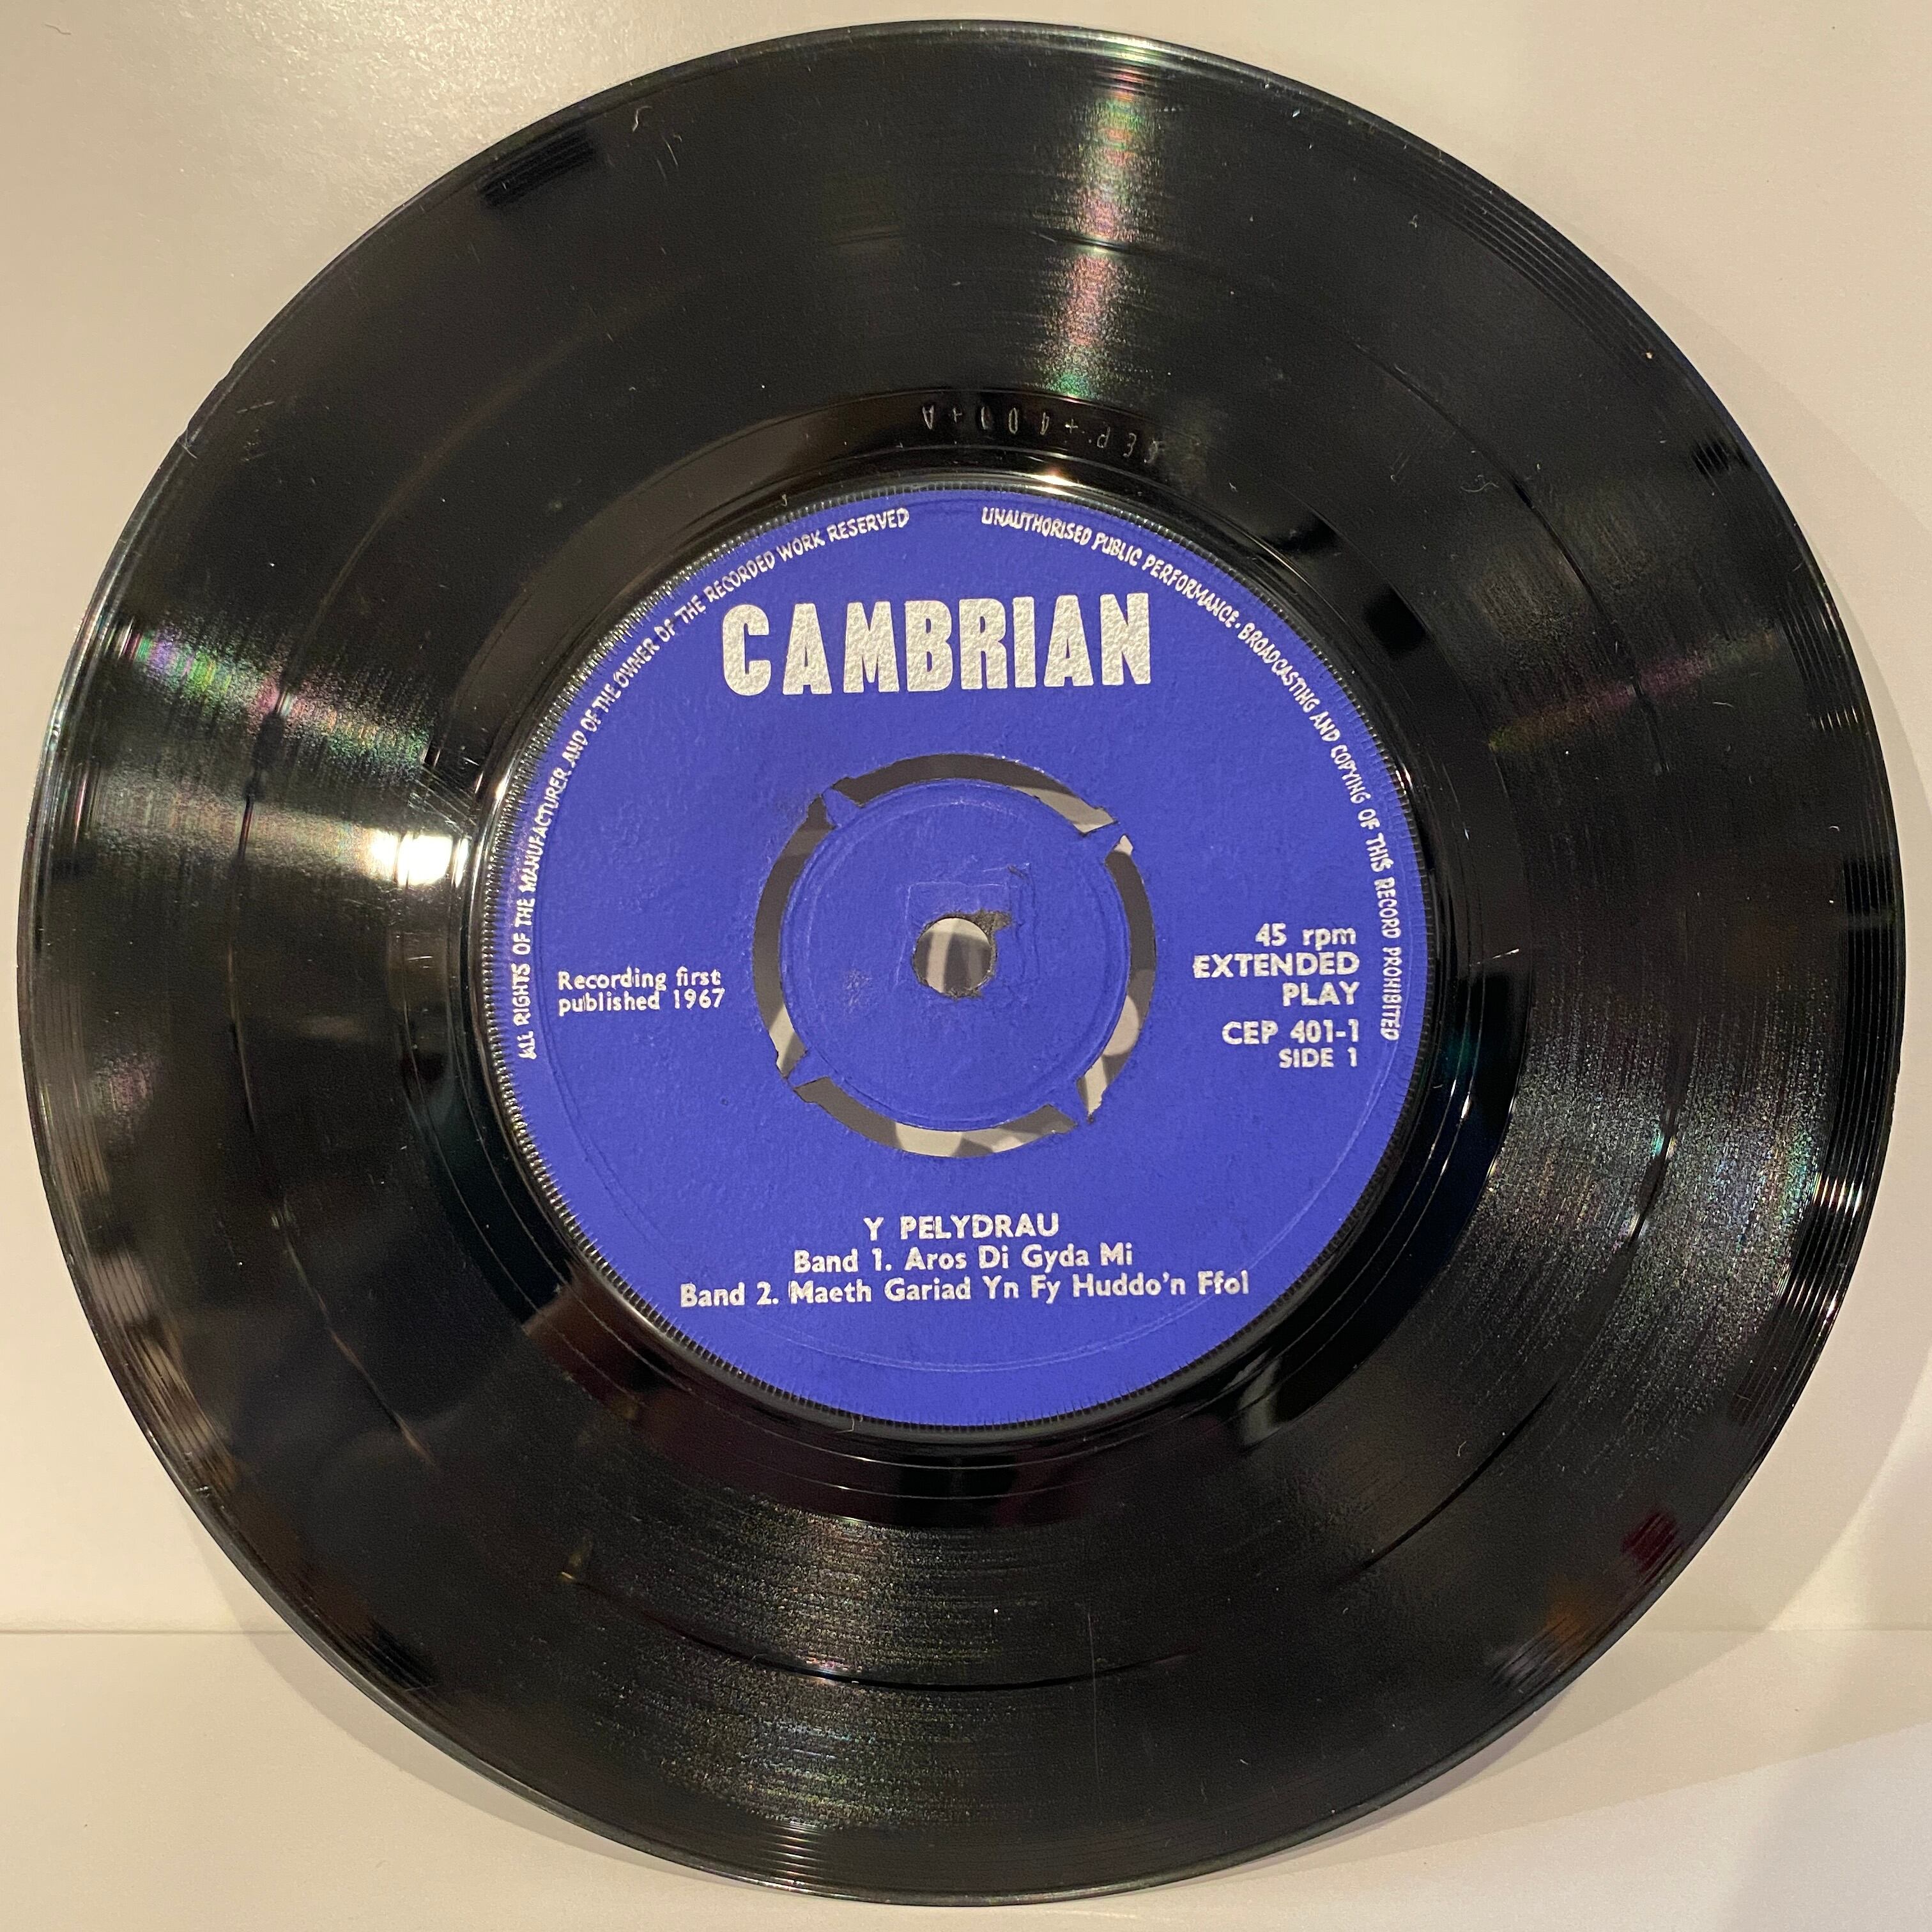 ALL RIGHTS OF THE MANUFACTURER AND OF THE OWNER OF THE RECORDED WORK RESERVED
UNAUTHORISED PUBLIC PERFORMANCE · BROADCASTING AND COPYING OF THIS RECORD PROHIBITED
CAMBRIAN
Recording first
published 1967
45 rpm
EXTENDED
PLAY
CEP 401-1
SIDE 1
Y PELYDRAU
Band 1. Aros Di Gyda Mi
Band 2. Maeth Gariad Yn Fy Huddo'n Ffol